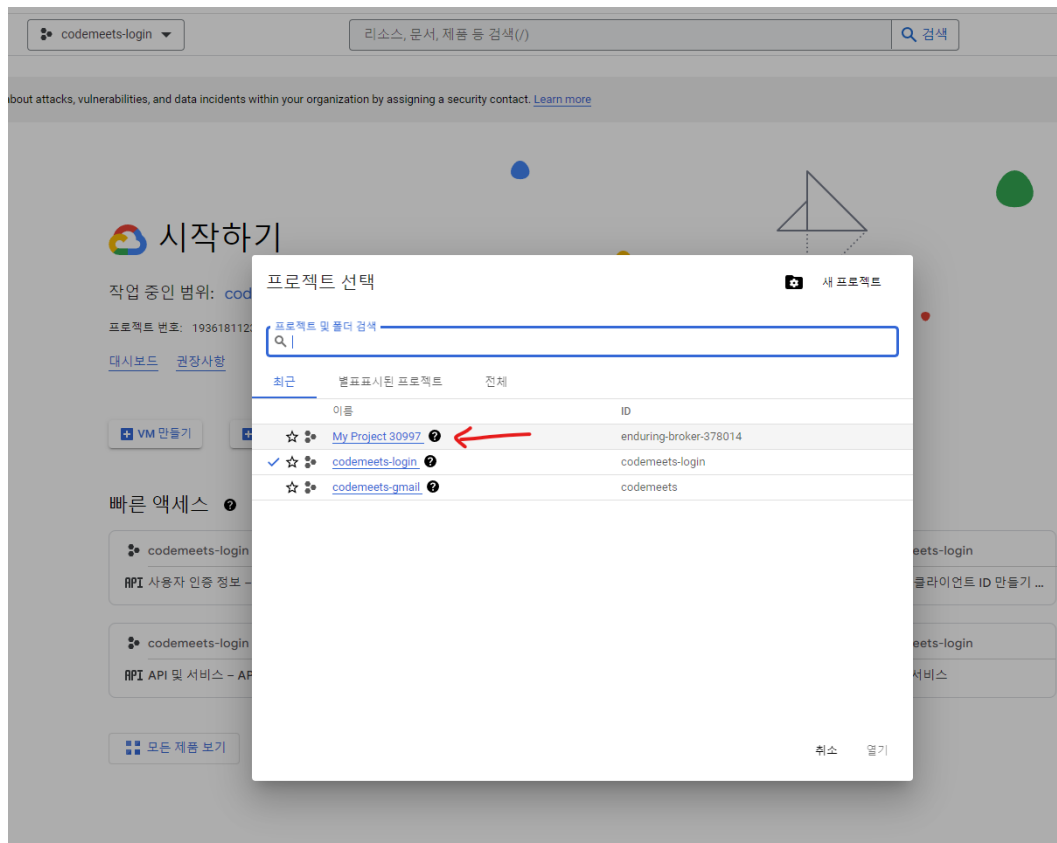 codemeets-login
리소스, 문서, 제품 등 검색(/)
검색
about attacks, vulnerabilities, and data incidents within your organization by assigning a security contact. Learn more
시작하기
작업 중인 범위: cod
프로젝트 번호: 193618112
대시보드 권장사항
VM 만들기
빠른 액세스
codemeets-login
API 사용자 인증 정보 –
eets-login
클라이언트 ID 만들기 ...
codemeets-login
API API 및 서비스 – AP
eets-login
서비스
모든 제품 보기
프로젝트 선택
새 프로젝트
프로젝트 및 폴더 검색
최근 별표표시된 프로젝트 전체
이름 ID
My Project 30997 enduring-broker-378014
codemeets-login codemeets-login
codemeets-gmail codemeets
취소 열기